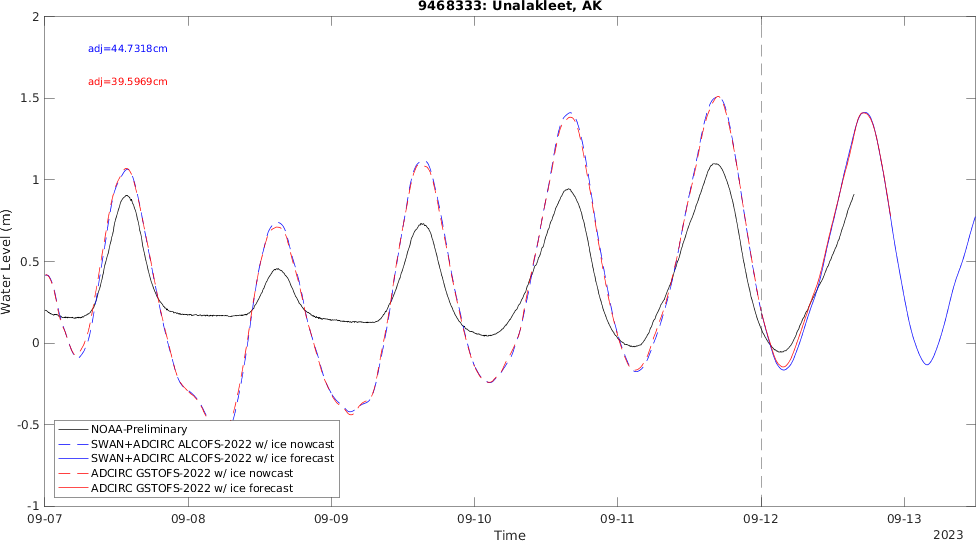 9468333: Unalakleet, AK
2
adj=44.7318cm
adj=39.5969cm
1.5
1
0.5
0
-0.5
-1
Water Level (m)
NOAA-Preliminary
SWAN+ADCIRC ALCOFS-2022 w/ ice nowcast
SWAN+ADCIRC ALCOFS-2022 w/ ice forecast
ADCIRC GSTOFS-2022 w/ ice nowcast
ADCIRC GSTOFS-2022 w/ ice forecast
09-07 09-08 09-09 09-10 09-11 09-12 09-13
Time
2023